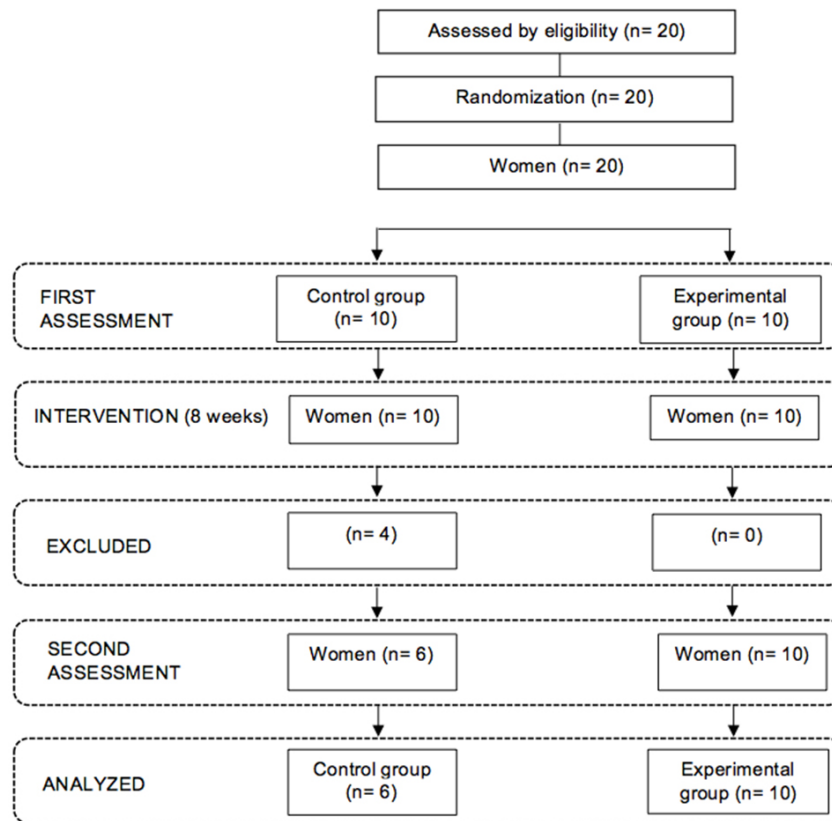 Assessed by eligibility (n= 20)
Randomization (n= 20)
Women (n= 20)
FIRST
ASSESSMENT
Control group
(n= 10)
Experimental
group (n= 10)
INTERVENTION (8 weeks)
Women (n= 10)
Women (n= 10)
EXCLUDED
(n= 4)
(n= 0)
SECOND
ASSESSMENT
Women (n= 6)
Women (n= 10)
ANALYZED
Control group
(n= 6)
Experimental
group (n= 10)